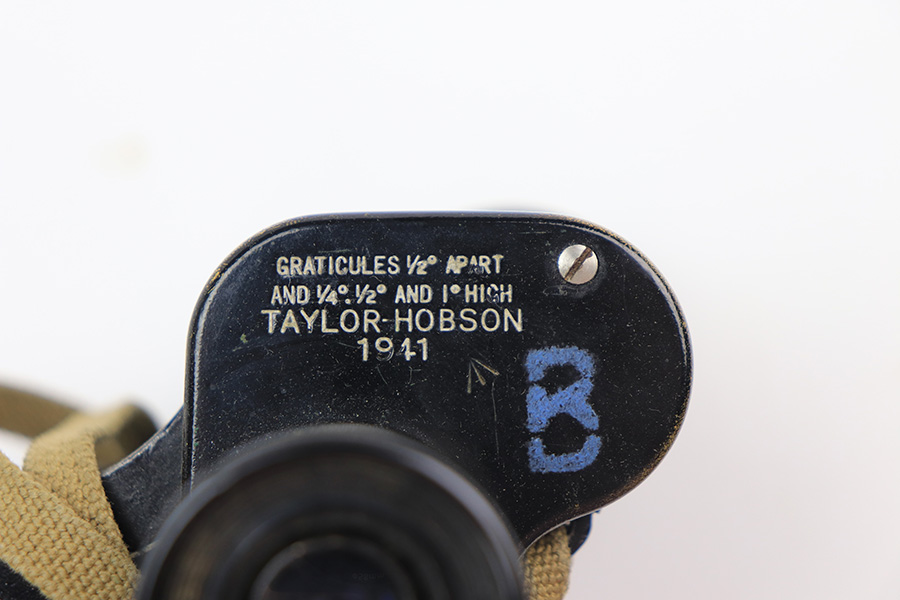 GRATICULES ½° APART
AND ¼°.½° AND 1° HIGH
TAYLOR-HOBSON
1941
B